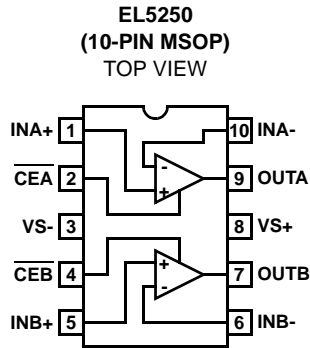 EL5250
(10-PIN MSOP)
TOP VIEW
INA+ 1 10 INA-
CEA 2 9 OUTA
VS- 3 8 VS+
CEB 4 7 OUTB
INB+ 5 6 INB-
-
+
+
-